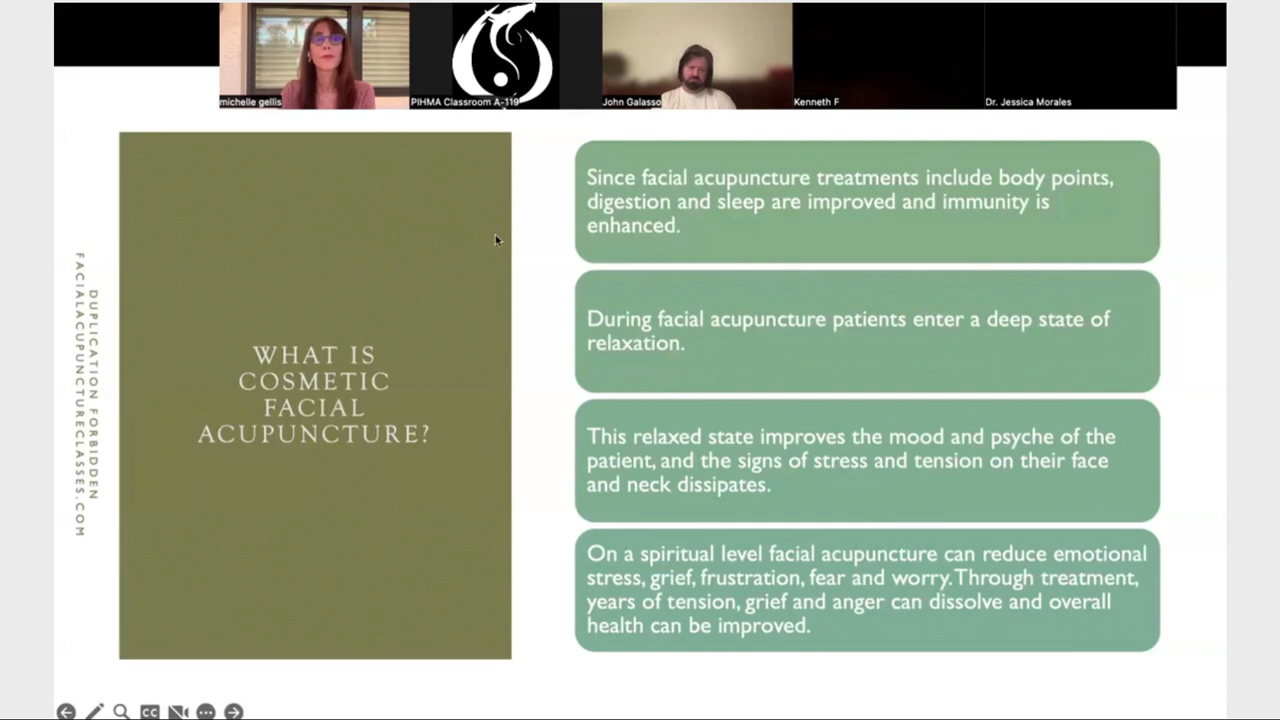 michelle gellis
PIHMA Classroom A-119
John Galasso
Kenneth F
Dr. Jessica Morales
DUPLICATION FORBIDDEN
FACIALACUPUNCTURECLASSES.COM
WHAT IS
COSMETIC
FACIAL
ACUPUNCTURE?
Since facial acupuncture treatments include body points,
digestion and sleep are improved and immunity is
enhanced.
During facial acupuncture patients enter a deep state of
relaxation.
This relaxed state improves the mood and psyche of the
patient, and the signs of stress and tension on their face
and neck dissipates.
On a spiritual level facial acupuncture can reduce emotional
stress, grief, frustration, fear and worry. Through treatment,
years of tension, grief and anger can dissolve and overall
health can be improved.
CC